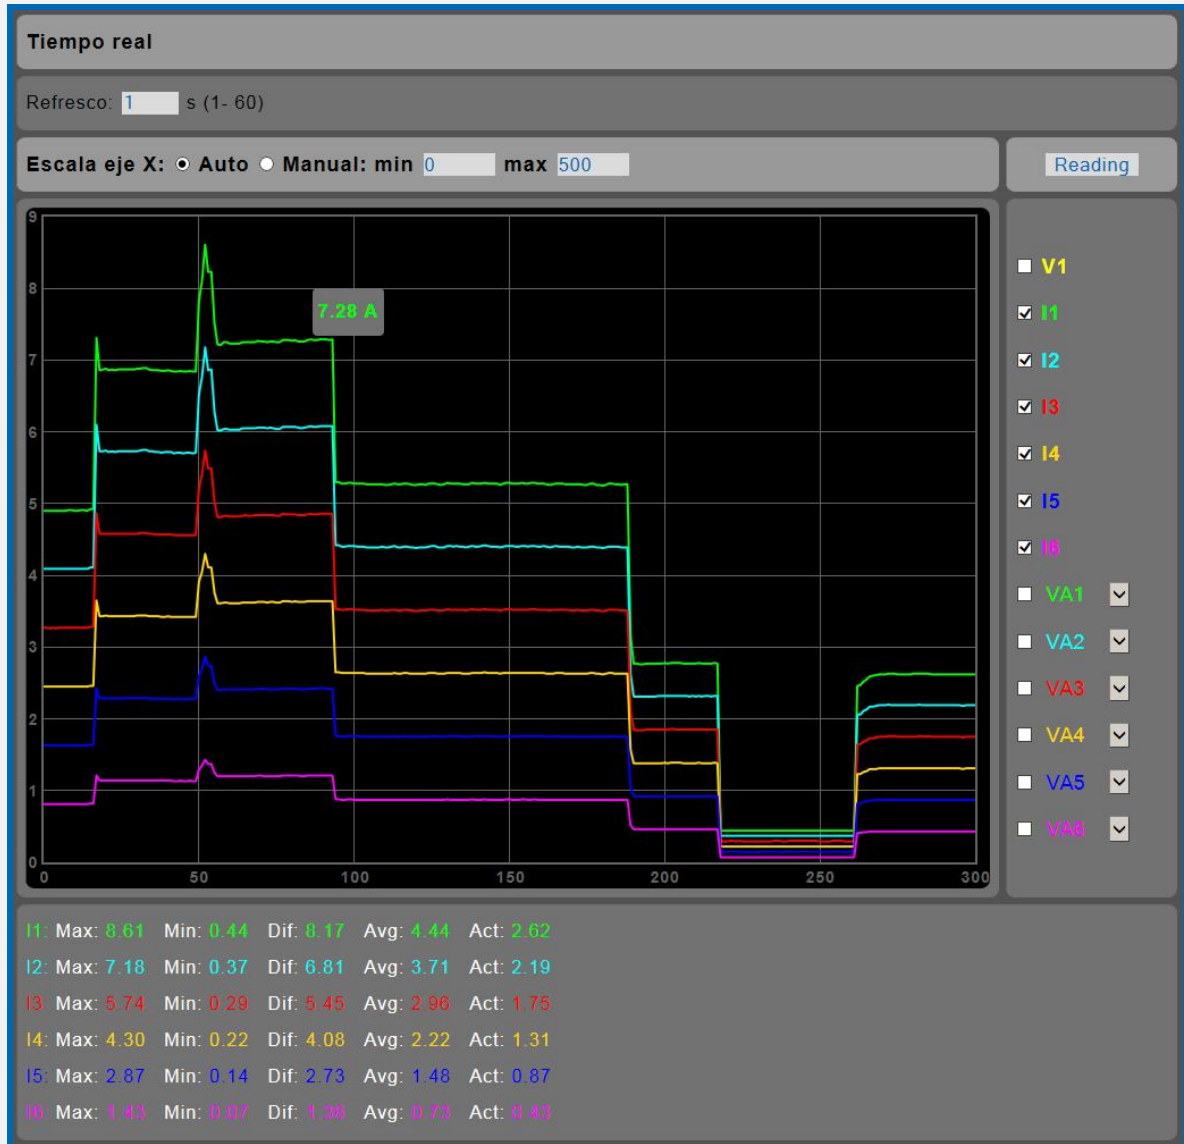 Tiempo real
Refresco: 1 s (1- 60)
Escala eje X: Auto Manual: min 0 max 500
Reading
9
8
7
6
5
4
3
2
1
0
7.28 A
0 50 100 150 200 250 300
V1
I1
I2
I3
I4
I5
I6
VA1
VA2
VA3
VA4
VA5
VA6
I1: Max: 8.61 Min: 0.44 Dif: 8.17 Avg: 4.44 Act: 2.62
I2: Max: 7.18 Min: 0.37 Dif: 6.81 Avg: 3.71 Act: 2.19
I3: Max: 5.74 Min: 0.29 Dif: 5.45 Avg: 2.96 Act: 1.75
I4: Max: 4.30 Min: 0.22 Dif: 4.08 Avg: 2.22 Act: 1.31
I5: Max: 2.87 Min: 0.14 Dif: 2.73 Avg: 1.48 Act: 0.87
I6: Max: 1.43 Min: 0.07 Dif: 1.36 Avg: 0.73 Act: 0.43